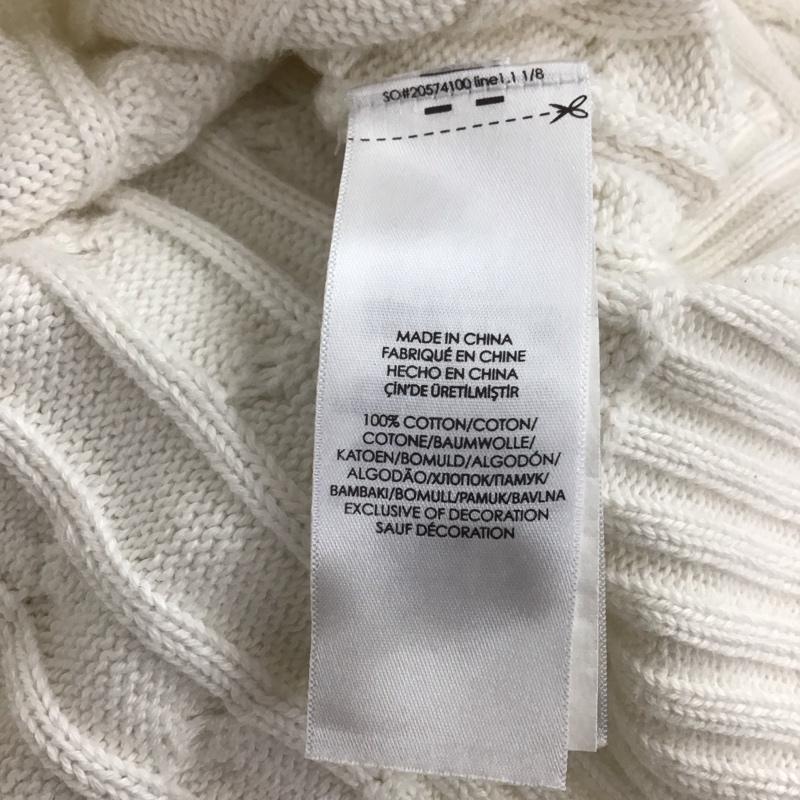 SO#20574100 line1.1 1/8
MADE IN CHINA
FABRIQUÉ EN CHINE
HECHO EN CHINA
ÇİN'DE ÜRETİLMİŞTİR
100% COTTON/COTON/
COTONE/BAUMWOLLE/
KATOEN/BOMULD/ALGODÓN/
ALGODÃO/ХЛОПОК/ПАМУК/
BAMBAKI/BOMULL/PAMUK/BAVLNA
EXCLUSIVE OF DECORATION
SAUF DÉCORATION